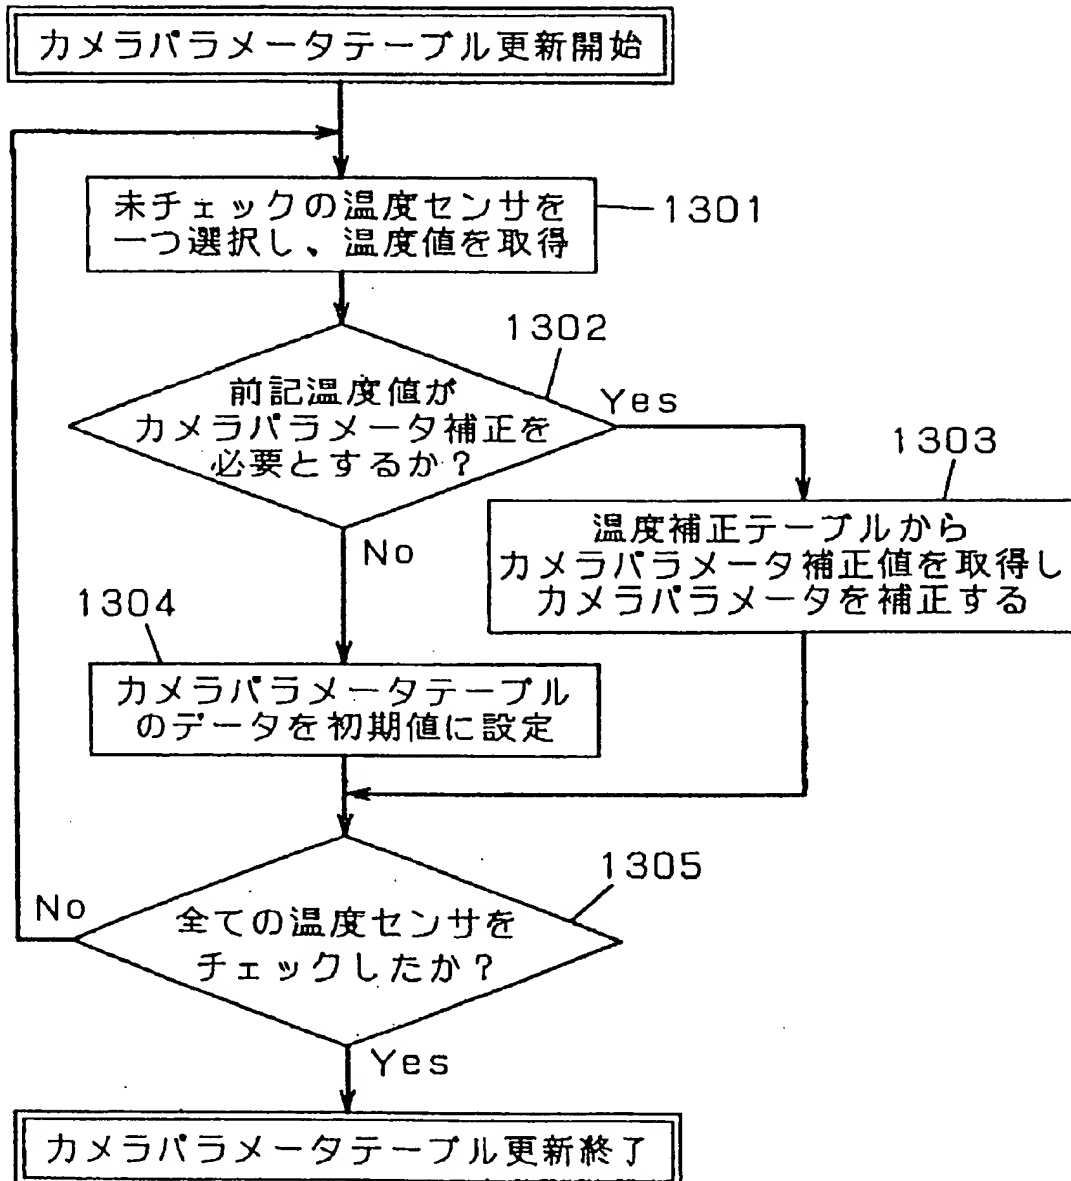 カメラパラメータテーブル更新開始
未チェックの温度センサを
一つ選択し、温度値を取得
1301
1302
前記温度値が
カメラパラメータ補正を
必要とするか？
Yes
No
1303
温度補正テーブルから
カメラパラメータ補正値を取得し
カメラパラメータを補正する
1304
カメラパラメータテーブル
のデータを初期値に設定
1305
全ての温度センサを
チェックしたか？
No
Yes
カメラパラメータテーブル更新終了